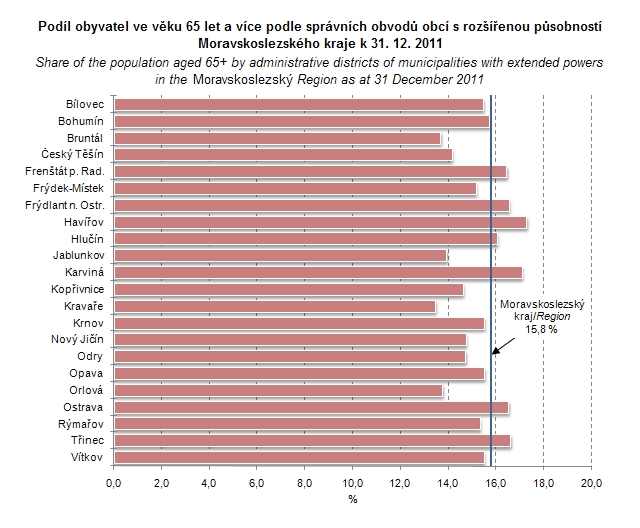 Podíl obyvatel ve věku 65 let a více podle správních obvodů obcí s rozšířenou působností
Moravskoslezského kraje k 31. 12. 2011
Share of the population aged 65+ by administrative districts of municipalities with extended powers
in the Moravskoslezský Region as at 31 December 2011
Bílovec
Bohumín
Bruntál
Český Těšín
Frenštát p. Rad.
Frýdek-Místek
Frýdlant n. Ostr.
Havířov
Hlučín
Jablunkov
Karviná
Kopřivnice
Kravaře
Krnov
Nový Jičín
Odry
Opava
Orlová
Ostrava
Rýmařov
Třinec
Vítkov
Moravskoslezský
kraj/Region
15,8 %
0,0 2,0 4,0 6,0 8,0 10,0 12,0 14,0 16,0 18,0 20,0
%